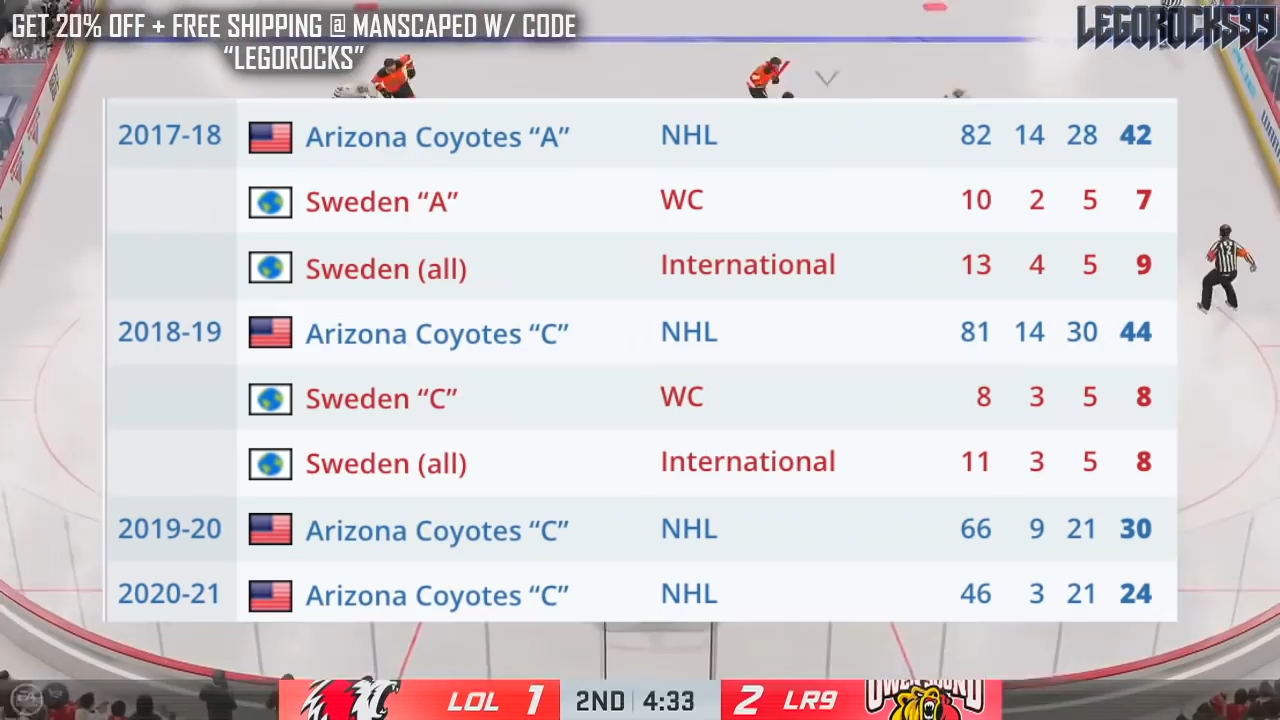 GET 20% OFF + FREE SHIPPING @ MANSCAPED W/ CODE
“LEGOROCKS”
LEGOROCKS99
2017-18 Arizona Coyotes “A” NHL 82 14 28 42
Sweden “A” WC 10 2 5 7
Sweden (all) International 13 4 5 9
2018-19 Arizona Coyotes “C” NHL 81 14 30 44
Sweden “C” WC 8 3 5 8
Sweden (all) International 11 3 5 8
2019-20 Arizona Coyotes “C” NHL 66 9 21 30
2020-21 Arizona Coyotes “C” NHL 46 3 21 24
EA
LOL 1 2ND 4:33 2 LR9 OWEN SOUND